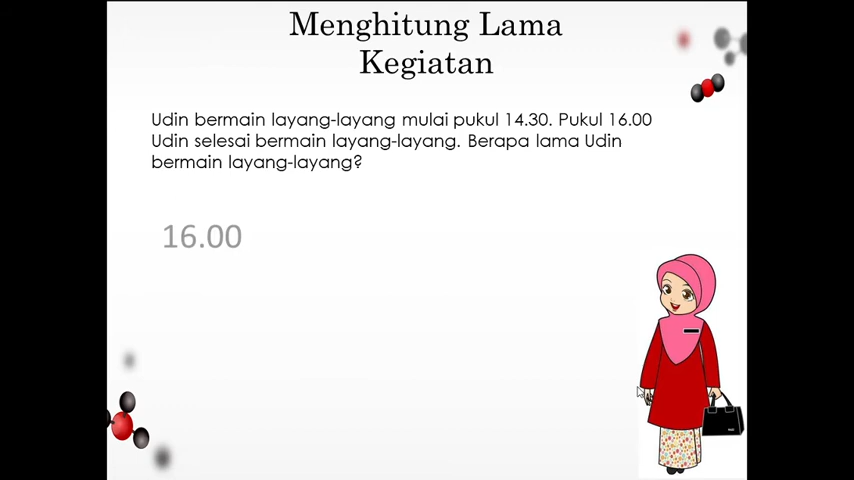 Menghitung Lama
Kegiatan
Udin bermain layang-layang mulai pukul 14.30. Pukul 16.00
Udin selesai bermain layang-layang. Berapa lama Udin
bermain layang-layang?
16.00